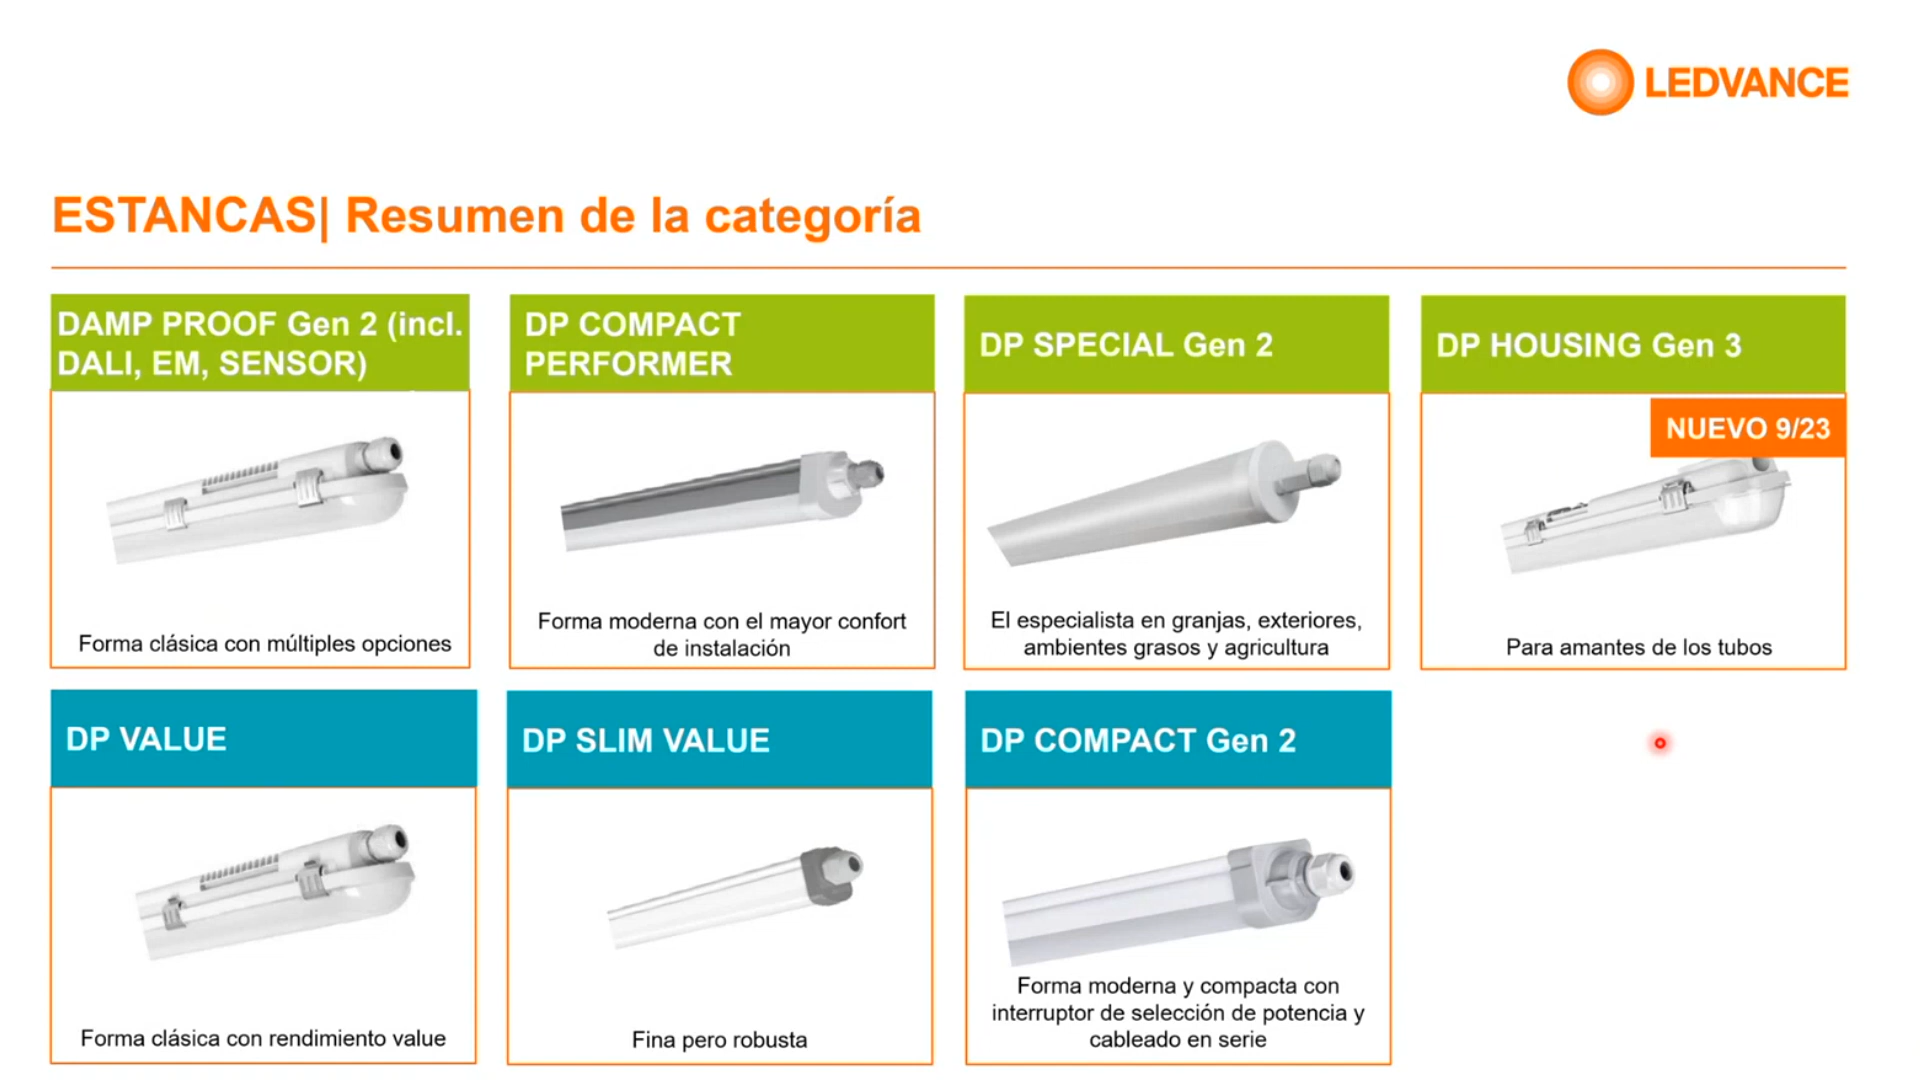 LEDVANCE
ESTANCAS| Resumen de la categoría
DAMP PROOF Gen 2 (incl.
DALI, EM, SENSOR)
Forma clásica con múltiples opciones
DP COMPACT
PERFORMER
Forma moderna con el mayor confort
de instalación
DP SPECIAL Gen 2
El especialista en granjas, exteriores,
ambientes grasos y agricultura
DP HOUSING Gen 3
NUEVO 9/23
Para amantes de los tubos
DP VALUE
Forma clásica con rendimiento value
DP SLIM VALUE
Fina pero robusta
DP COMPACT Gen 2
Forma moderna y compacta con
interruptor de selección de potencia y
cableado en serie